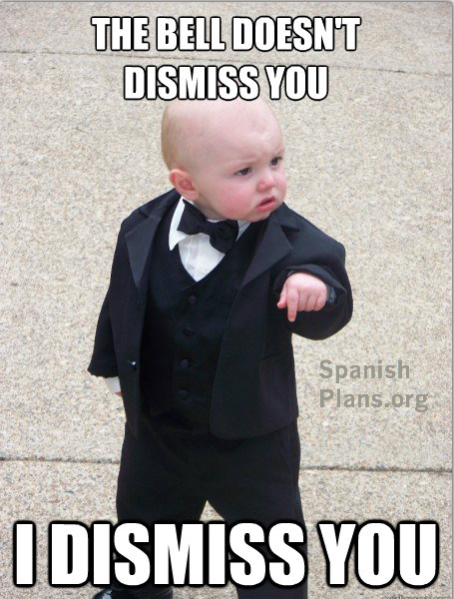 THE BELL DOESN'T
DISMISS YOU
Spanish
Plans.org
I DISMISS YOU